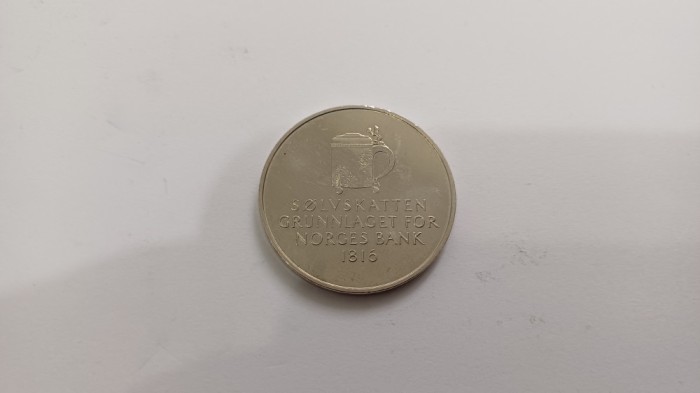 SØLVSKATTEN
GRUNNLAGET FOR
NORGES BANK
1816